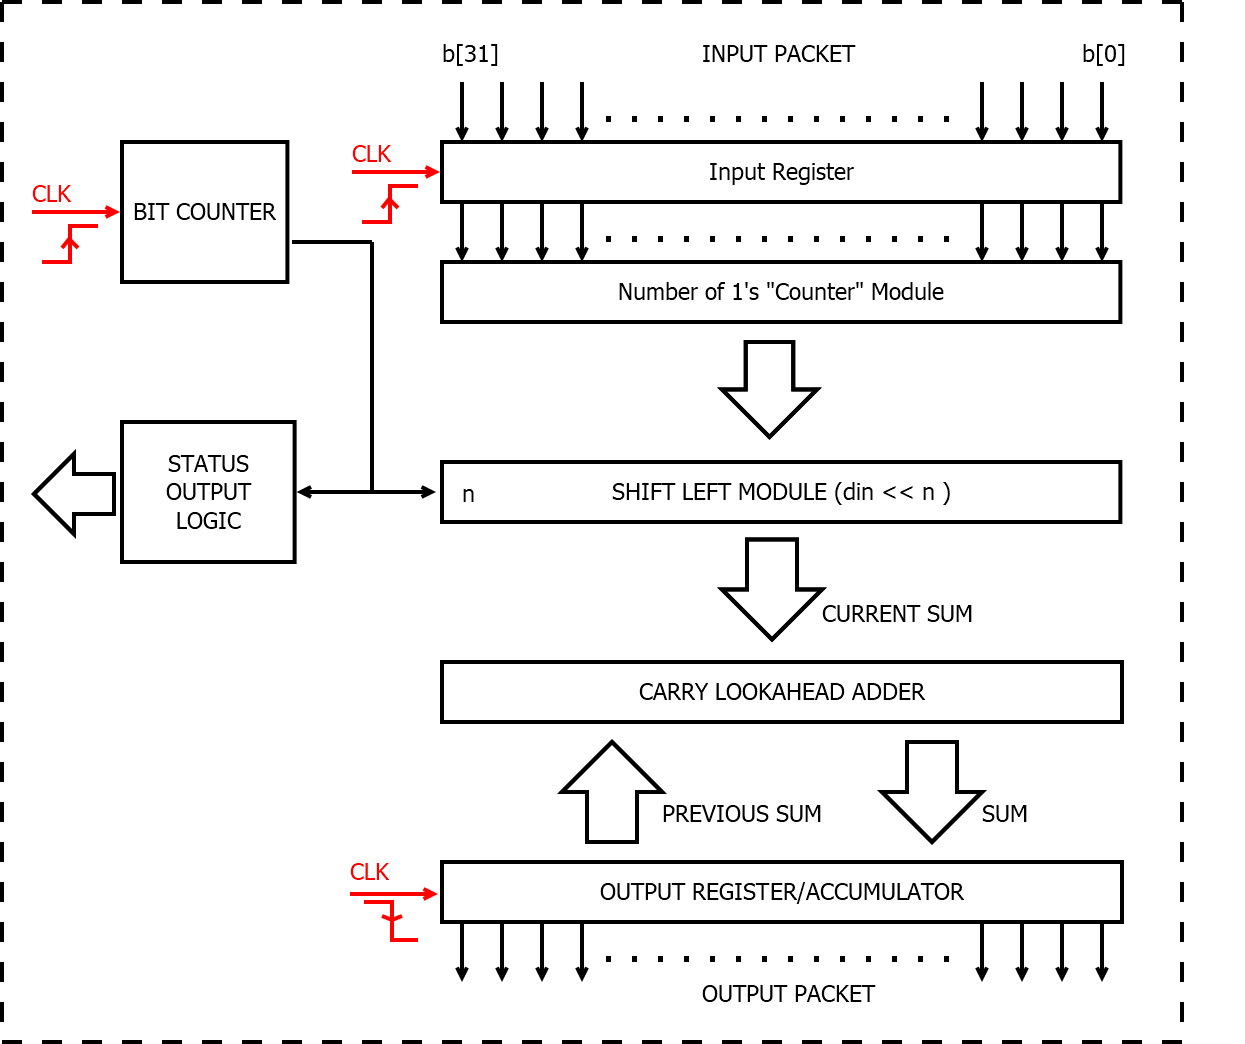 b[31]
INPUT PACKET
b[0]
CLK
Input Register
CLK
BIT COUNTER
Number of 1's "Counter" Module
STATUS
OUTPUT
LOGIC
n
SHIFT LEFT MODULE (din << n )
CURRENT SUM
CARRY LOOKAHEAD ADDER
PREVIOUS SUM
SUM
CLK
OUTPUT REGISTER/ACCUMULATOR
OUTPUT PACKET